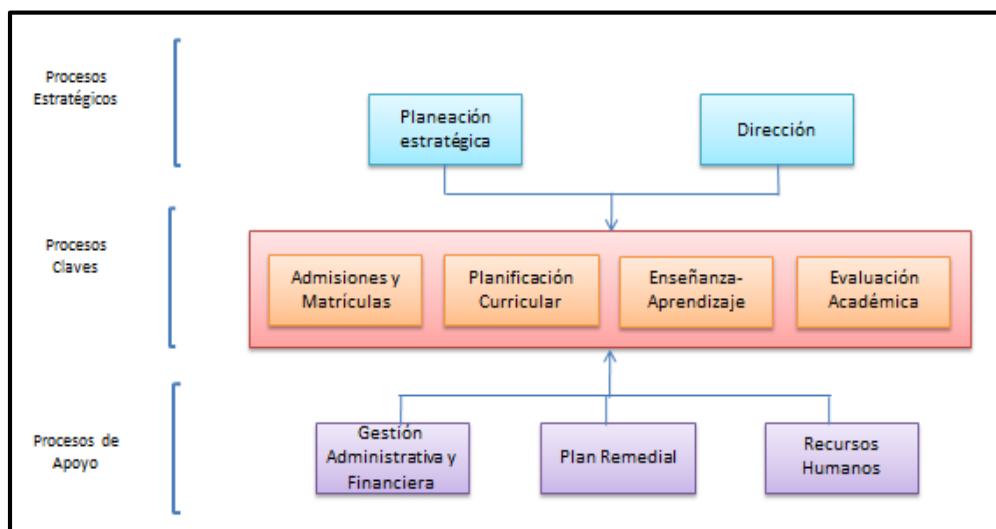 Procesos
Estratégicos
Planeación
estratégica
Dirección
Procesos
Claves
Admisiones y
Matrículas
Planificación
Curricular
Enseñanza-
Aprendizaje
Evaluación
Académica
Procesos de
Apoyo
Gestión
Administrativa y
Financiera
Plan Remedial
Recursos
Humanos